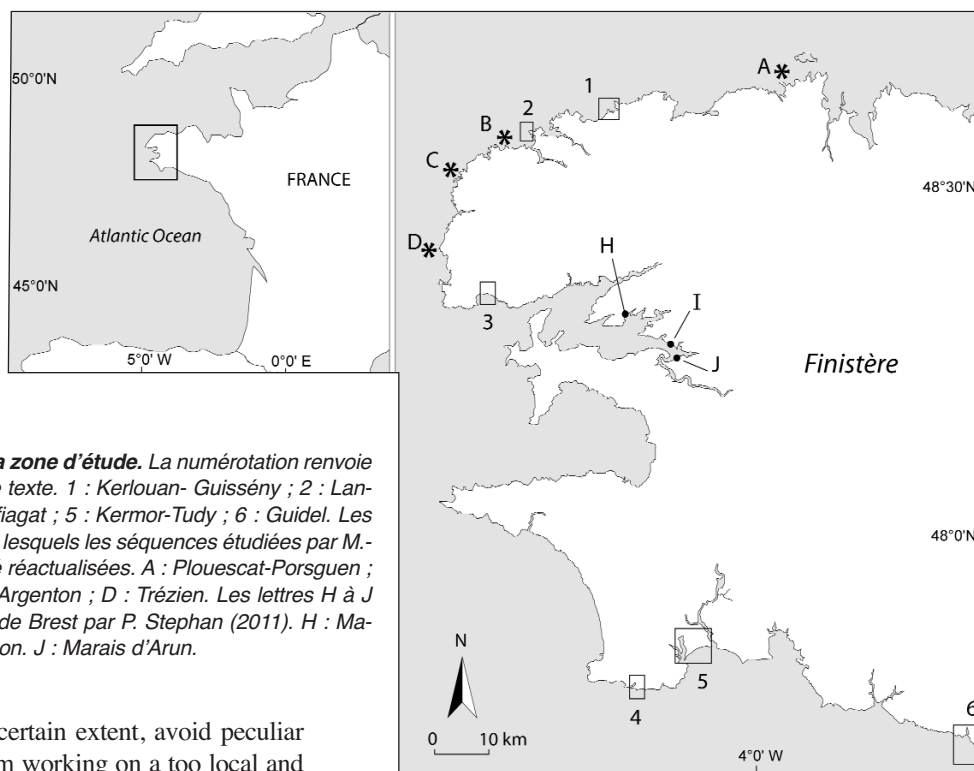 50°0'N
45°0'N
FRANCE
Atlantic Ocean
5°0' W
0°0' E
A
1
2
B
C
48°30'N
D
H
3
I
J
Finistère
48°0'N
N
5
4
6
0 10 km
4°0' W
a zone d'étude. La numérotation renvoie
e texte. 1 : Kerlouan- Guissény ; 2 : Lan-
fiagat ; 5 : Kermor-Tudy ; 6 : Guidel. Les
lesquels les séquences étudiées par M.-
é réactualisées. A : Plouescat-Porsguen ;
Argenton ; D : Trézien. Les lettres H à J
de Brest par P. Stephan (2011). H : Ma-
on. J : Marais d'Arun.
certain extent, avoid peculiar
m working on a too local and